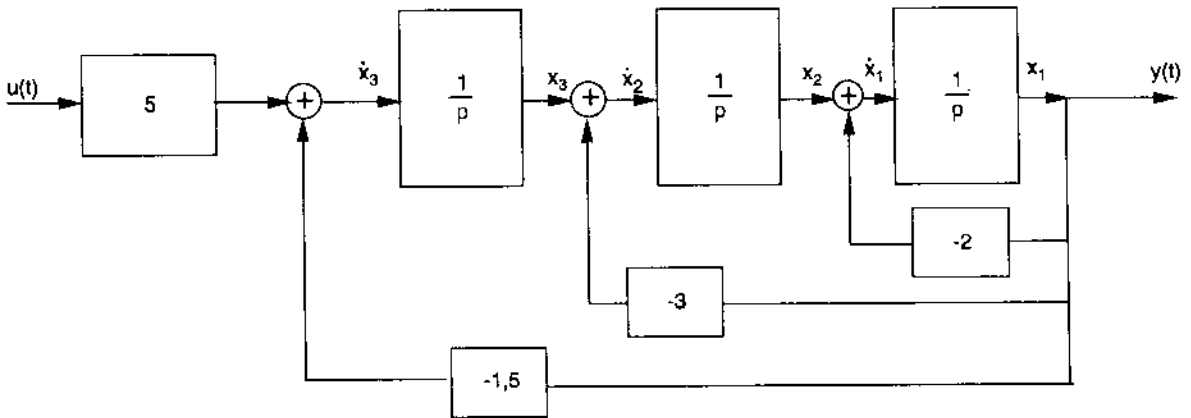 u(t)
5
+
ẋ₃
1
p
x₃
+
ẋ₂
1
p
x₂
+
ẋ₁
1
p
x₁
y(t)
-2
-3
-1,5